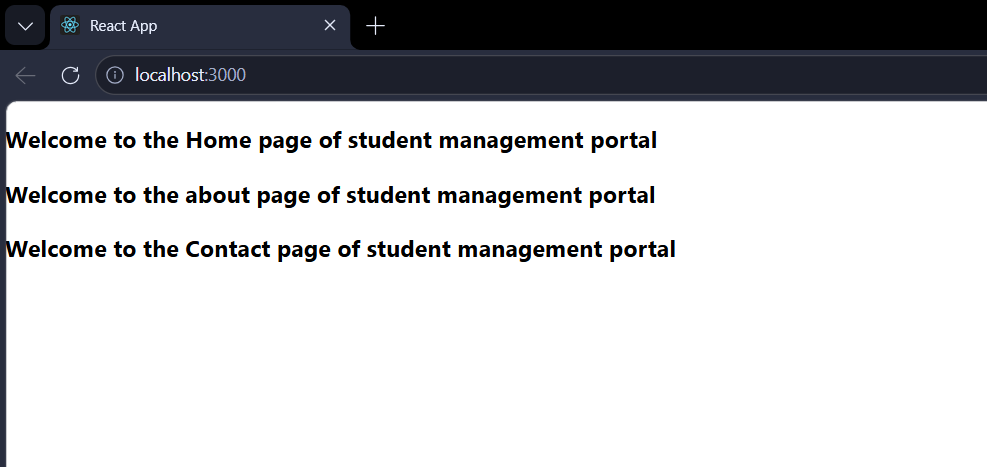 React App
localhost:3000
Welcome to the Home page of student management portal
Welcome to the about page of student management portal
Welcome to the Contact page of student management portal